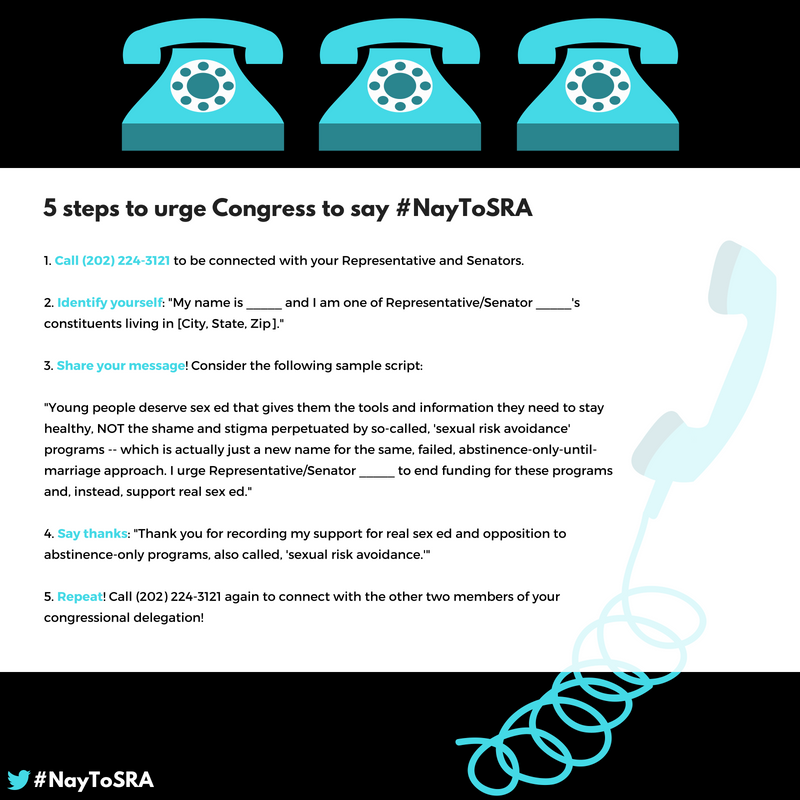 5 steps to urge Congress to say #NayToSRA
1. Call (202) 224-3121 to be connected with your Representative and Senators.
2. Identify yourself: "My name is _____ and I am one of Representative/Senator _____'s
constituents living in [City, State, Zip]."
3. Share your message! Consider the following sample script:
"Young people deserve sex ed that gives them the tools and information they need to stay
healthy, NOT the shame and stigma perpetuated by so-called, 'sexual risk avoidance'
programs -- which is actually just a new name for the same, failed, abstinence-only-until-
marriage approach. I urge Representative/Senator _____ to end funding for these programs
and, instead, support real sex ed."
4. Say thanks: "Thank you for recording my support for real sex ed and opposition to
abstinence-only programs, also called, 'sexual risk avoidance.'"
5. Repeat! Call (202) 224-3121 again to connect with the other two members of your
congressional delegation!
#NayToSRA